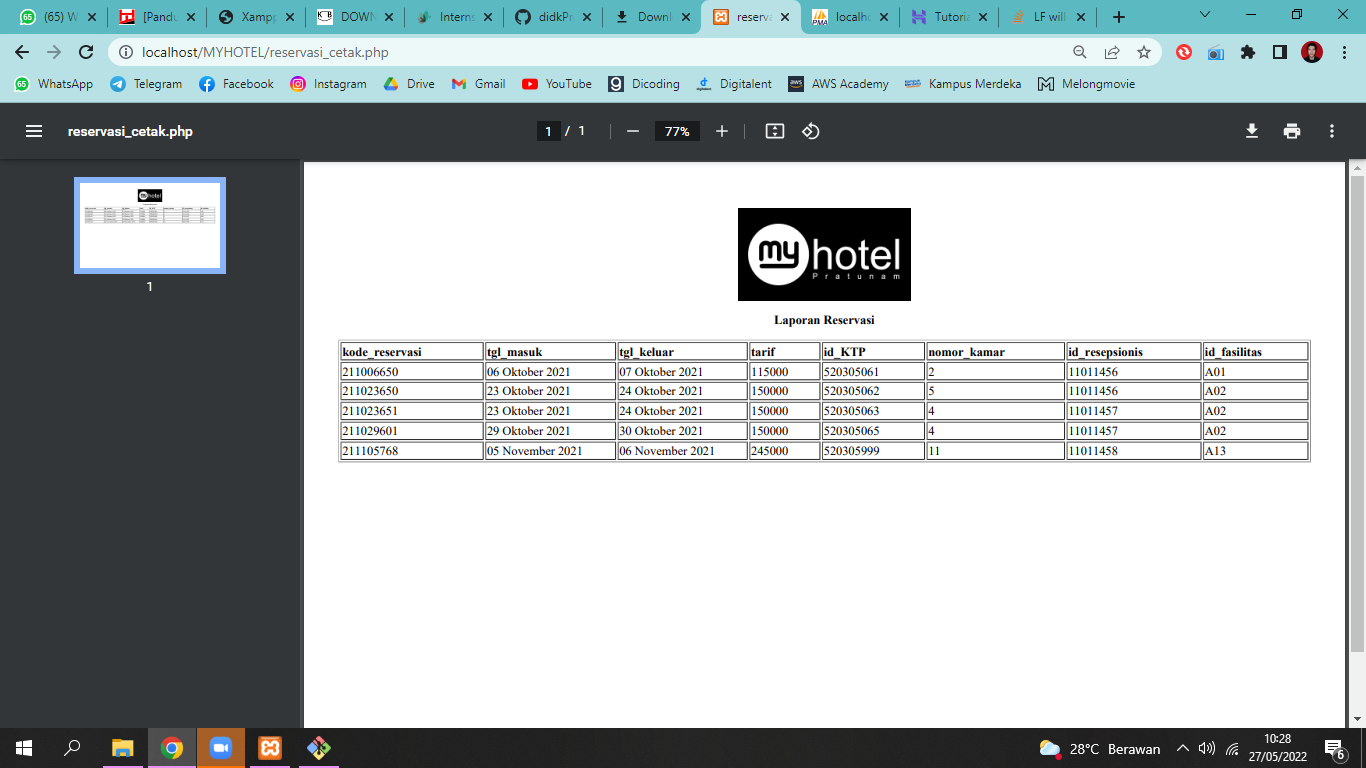 (65) W
[Pandu
Xampp
DOWN
Interns
didkPr
Downl
reserva
localho
Tutoria
LF will
localhost/MYHOTEL/reservasi_cetak.php
WhatsApp Telegram Facebook Instagram Drive Gmail YouTube Dicoding Digitalent AWS Academy Kampus Merdeka Melongmovie
reservasi_cetak.php
1 / 1
77%
1
my hotel
Pratunam
Laporan Reservasi
kode_reservasi tgl_masuk tgl_keluar tarif id_KTP nomor_kamar id_resepsionis id_fasilitas
211006650 06 Oktober 2021 07 Oktober 2021 115000 520305061 2 11011456 A01
211023650 23 Oktober 2021 24 Oktober 2021 150000 520305062 5 11011456 A02
211023651 23 Oktober 2021 24 Oktober 2021 150000 520305063 4 11011457 A02
211029601 29 Oktober 2021 30 Oktober 2021 150000 520305065 4 11011457 A02
211105768 05 November 2021 06 November 2021 245000 520305999 11 11011458 A13
28°C Berawan
10:28
27/05/2022
6